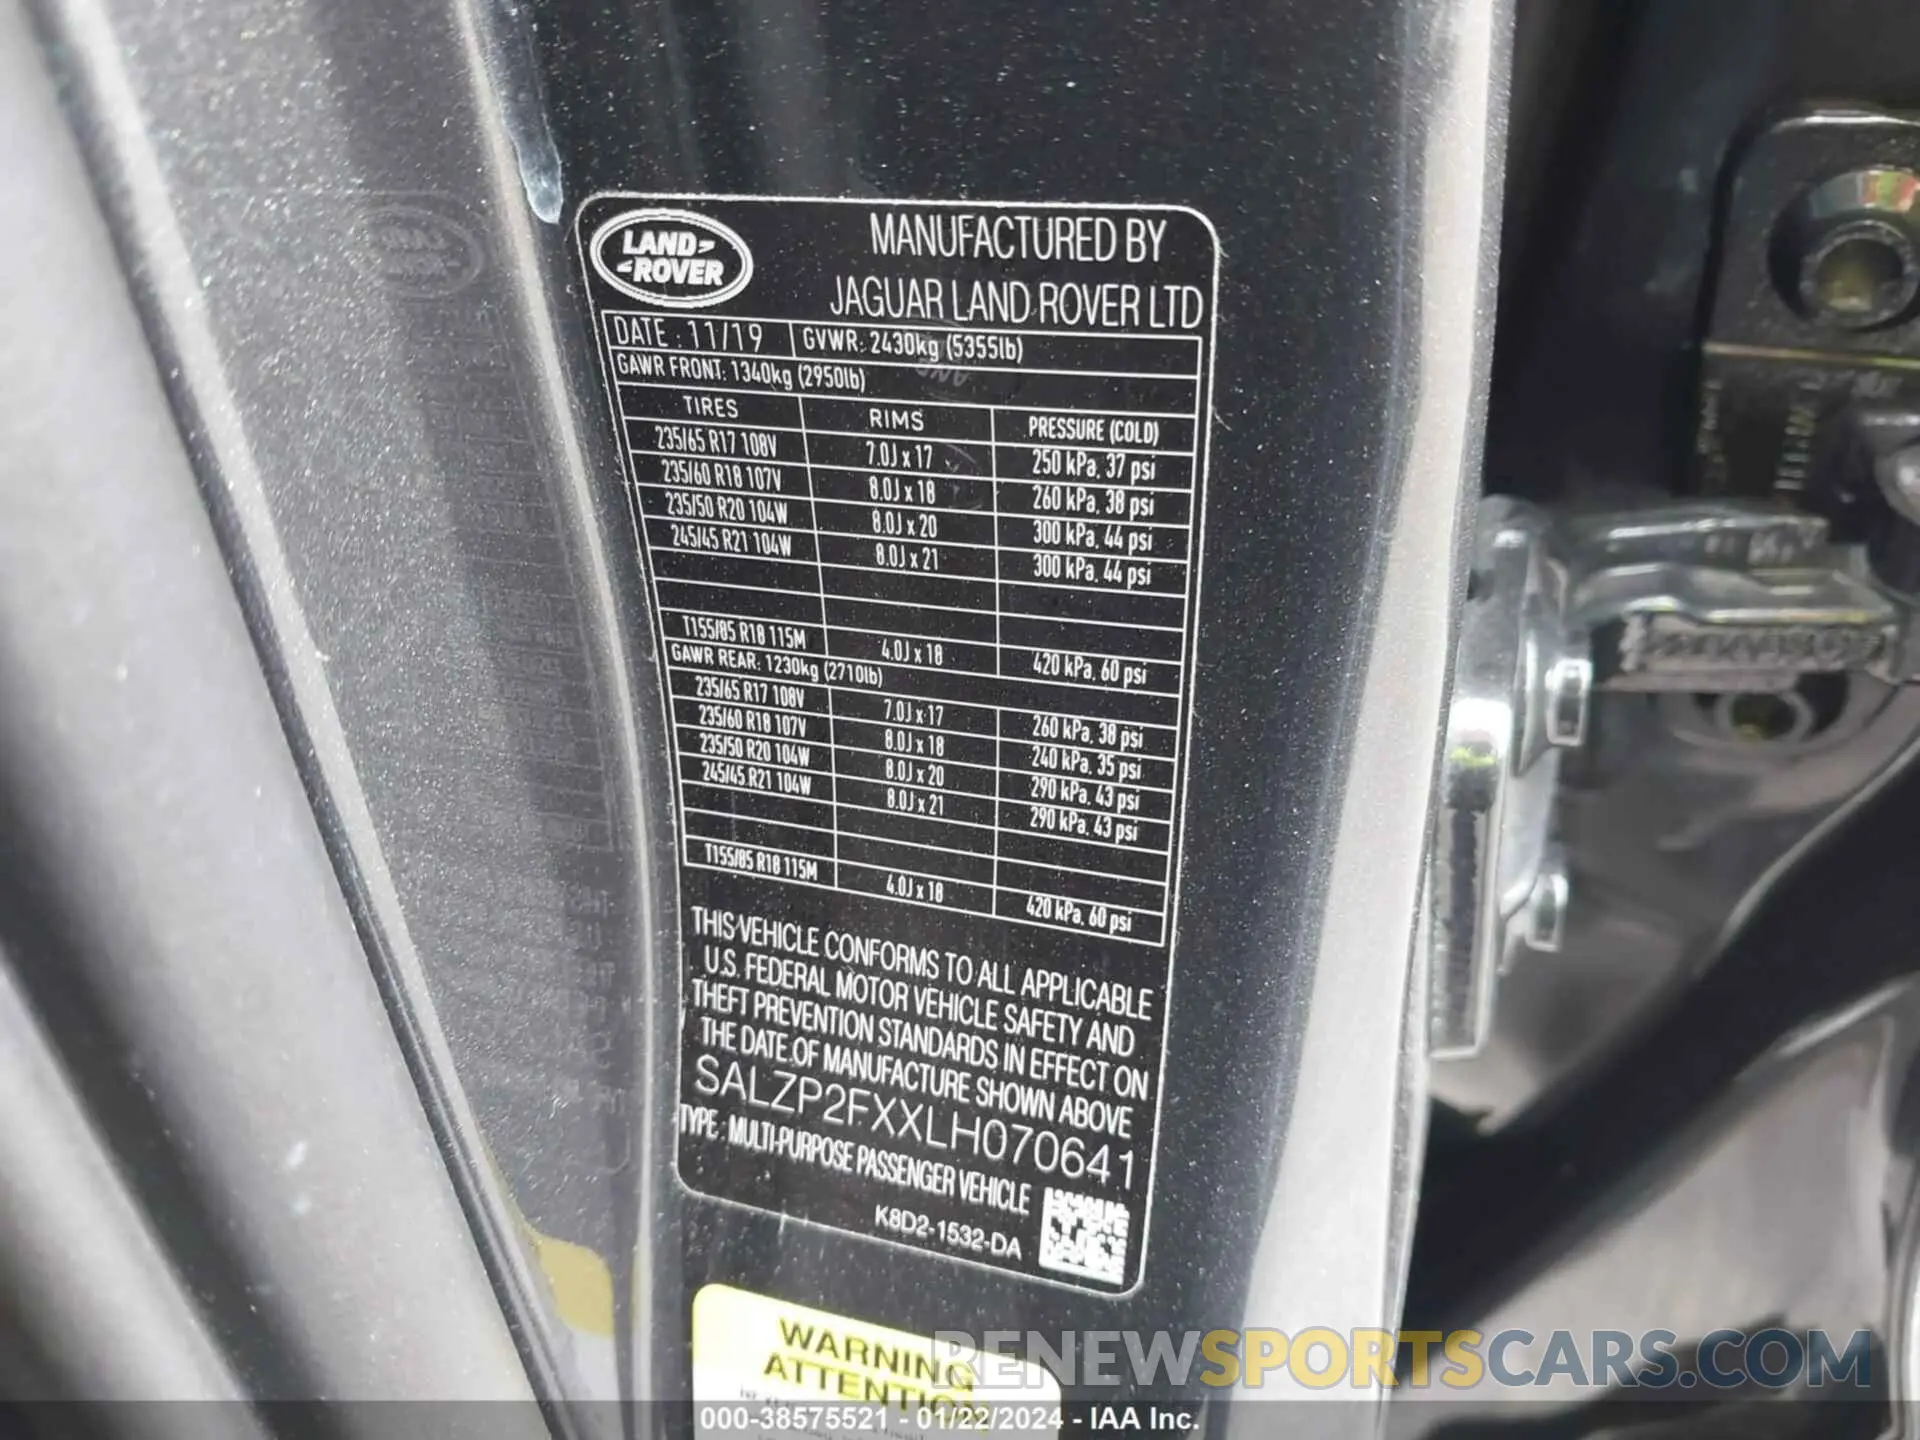 LAND
ROVER
MANUFACTURED BY
JAGUAR LAND ROVER LTD
DATE : 11/19 GVWR: 2430kg (5355lb)
GAWR FRONT: 1340kg (2950lb)
TIRES RIMS PRESSURE (COLD)
235/65 R17 108V 7.0J x 17 250 kPa, 37 psi
235/60 R18 107V 8.0J x 18 260 kPa, 38 psi
235/50 R20 104W 8.0J x 20 300 kPa, 44 psi
245/45 R21 104W 8.0J x 21 300 kPa, 44 psi
T155/85 R18 115M 4.0J x 18 420 kPa, 60 psi
GAWR REAR: 1230kg (2710lb)
235/65 R17 108V 7.0J x 17 260 kPa, 38 psi
235/60 R18 107V 8.0J x 18 240 kPa, 35 psi
235/50 R20 104W 8.0J x 20 290 kPa, 43 psi
245/45 R21 104W 8.0J x 21 290 kPa, 43 psi
T155/85 R18 115M 4.0J x 18 420 kPa, 60 psi
THIS VEHICLE CONFORMS TO ALL APPLICABLE
U.S. FEDERAL MOTOR VEHICLE SAFETY AND
THEFT PREVENTION STANDARDS IN EFFECT ON
THE DATE OF MANUFACTURE SHOWN ABOVE
SALZP2FXXLH070641
TYPE : MULTI-PURPOSE PASSENGER VEHICLE
K8D2-1532-DA
WARNING
ATTENTION
RENEWSPORTSCARS.COM
000-38575521 - 01/22/2024 - IAA Inc.